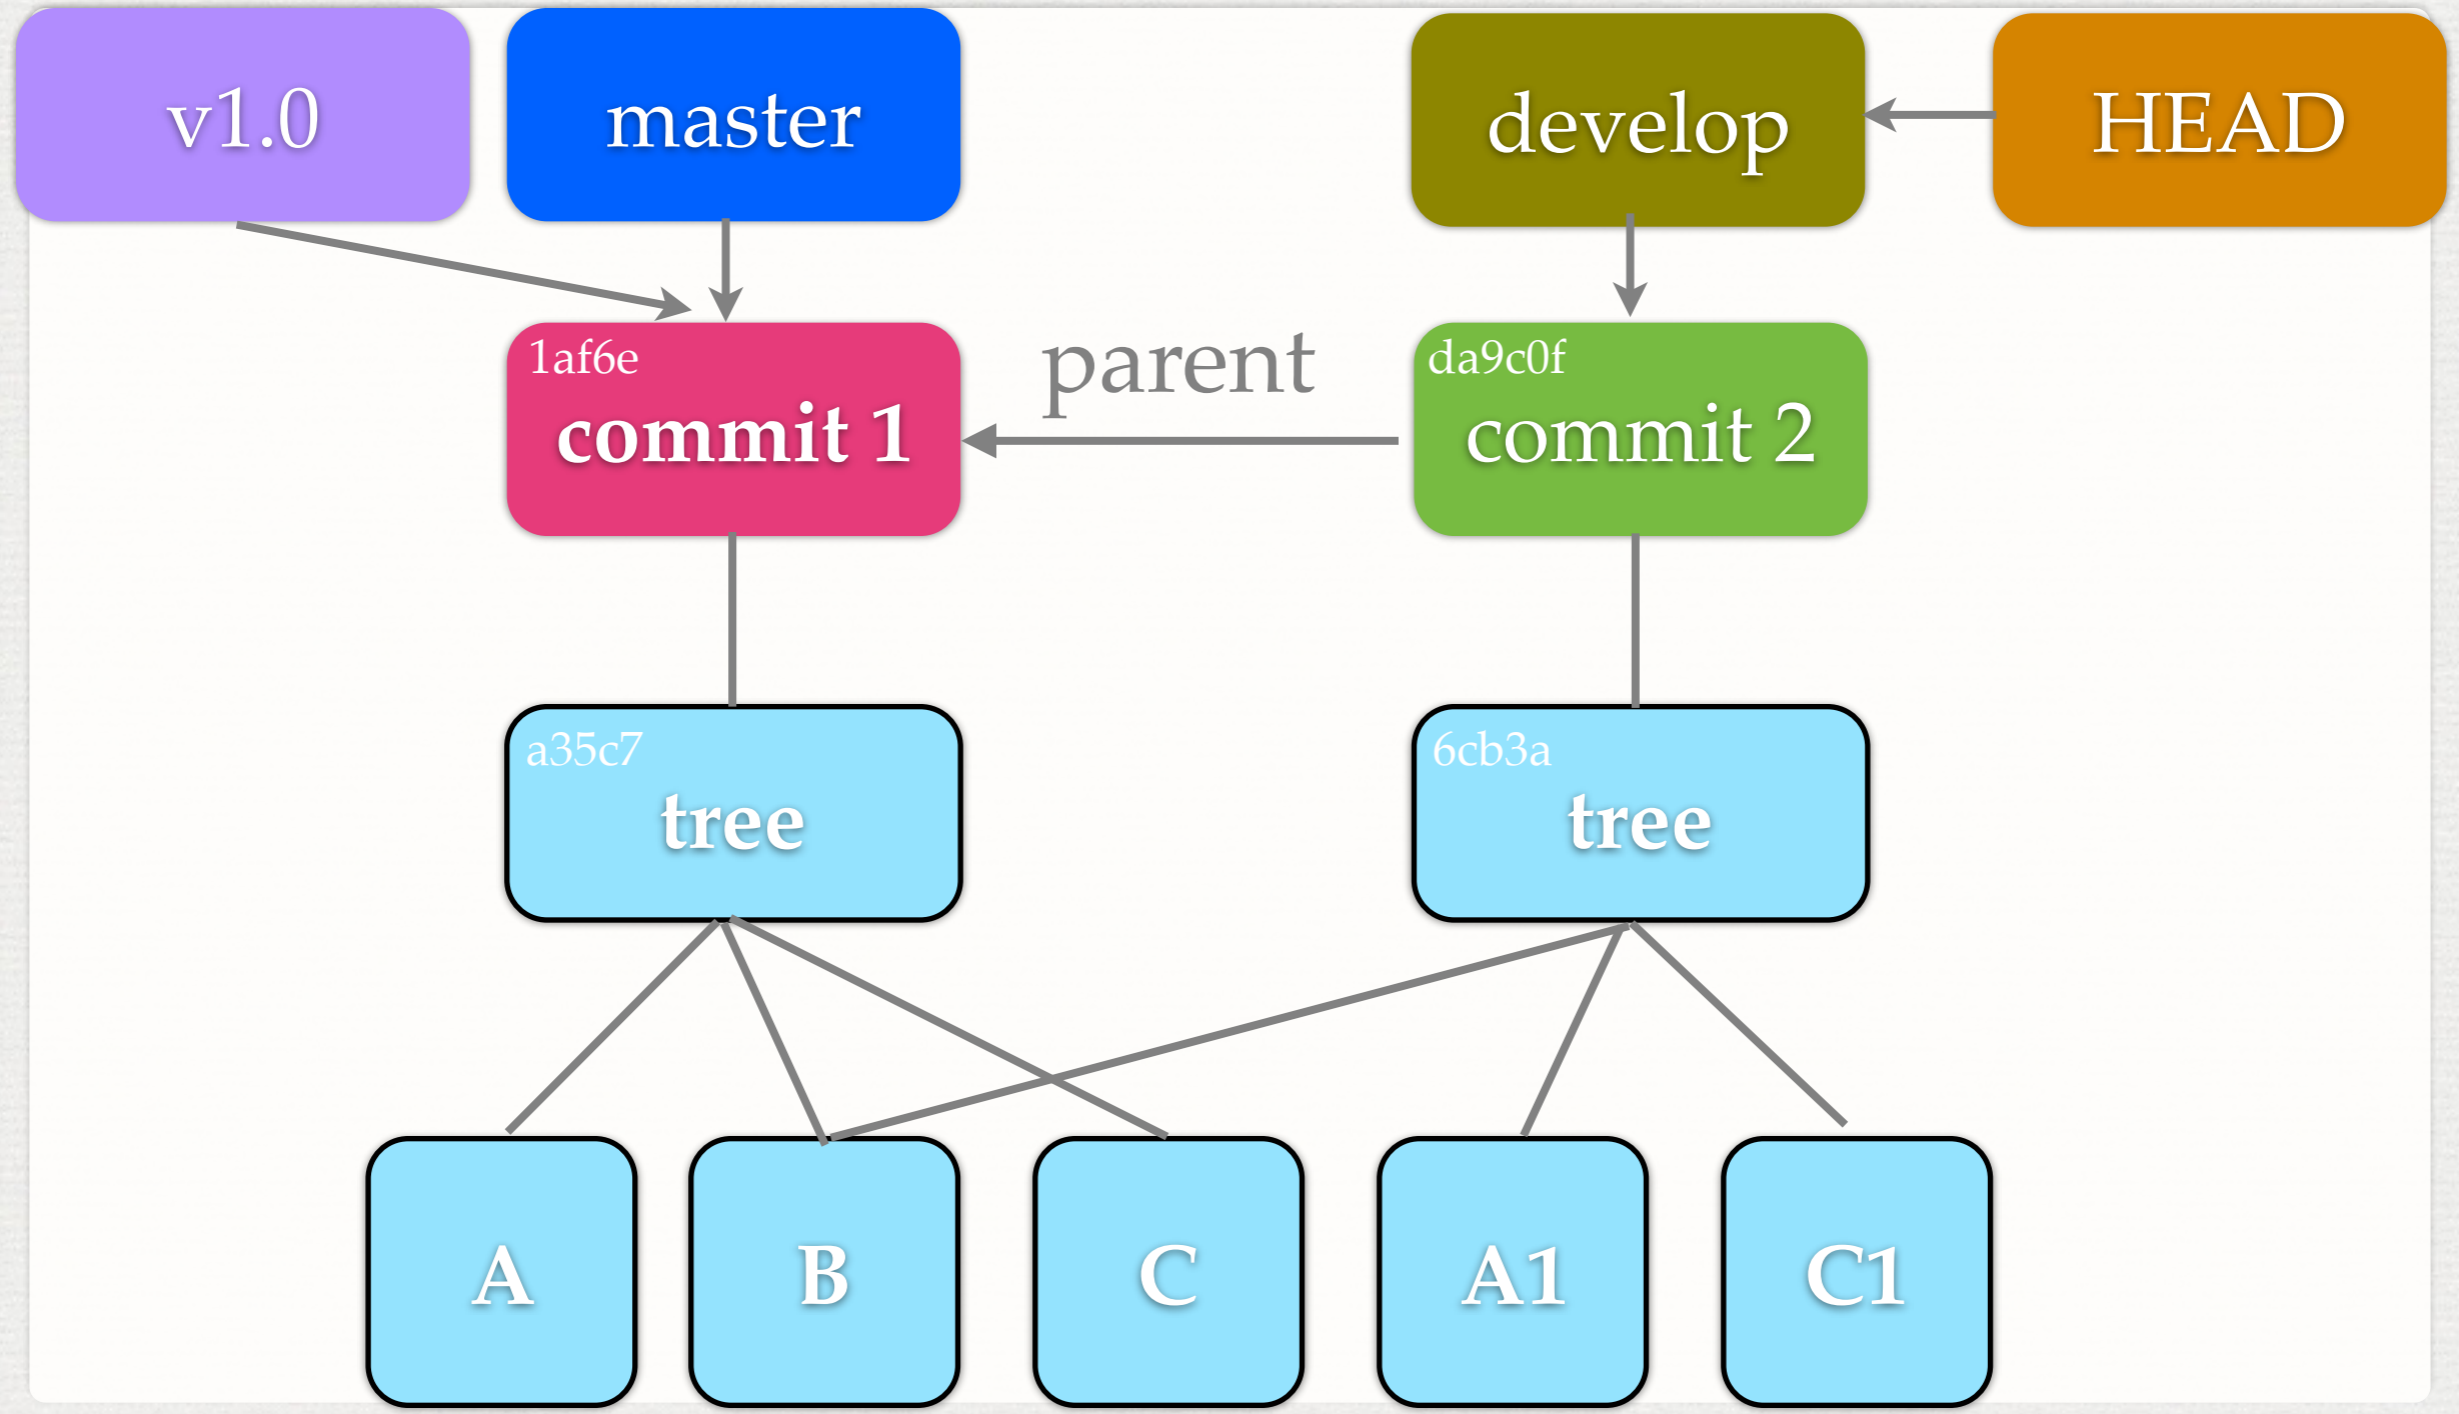 v1.0
master
develop
HEAD
1af6e
commit 1
parent
da9c0f
commit 2
a35c7
tree
6cb3a
tree
A
B
C
A1
C1